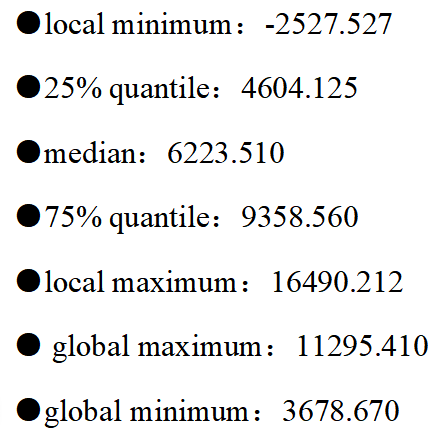 ●local minimum：-2527.527
●25% quantile：4604.125
●median：6223.510
●75% quantile：9358.560
●local maximum：16490.212
● global maximum：11295.410
●global minimum：3678.670